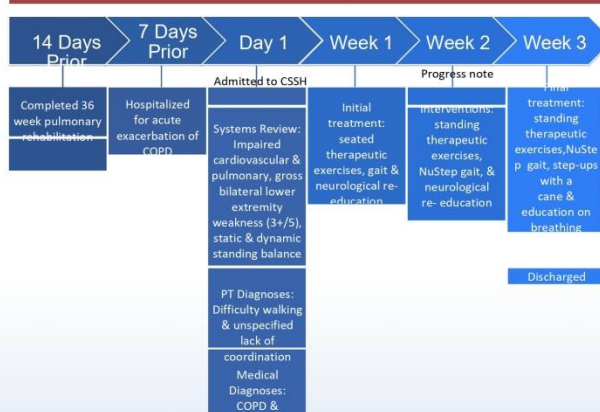 14 Days
Prior
7 Days
Prior
Day 1
Week 1
Week 2
Week 3
Completed 36
week pulmonary
rehabilitation
Hospitalized
for acute
exacerbation of
COPD
Admitted to CSSH
Systems Review:
Impaired
cardiovascular &
pulmonary, gross
bilateral lower
extremity
weakness (3+/5),
static & dynamic
standing balance
PT Diagnoses:
Difficulty walking
& unspecified
lack of
coordination
Medical
Diagnoses:
COPD &
Initial
treatment:
seated
therapeutic
exercises, gait &
neurological re-
education
Progress note
Interventions:
standing
therapeutic
exercises,
NuStep gait, &
neurological
re- education
Final
treatment:
standing
therapeutic
exercises,NuSte
p gait, step-ups
with a
cane &
education on
breathing
Discharged